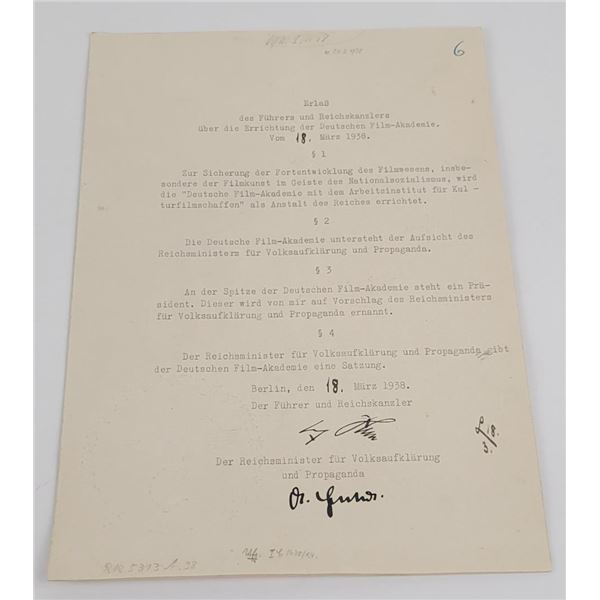 6
Erlaß
des Führers und Reichskanzlers
über die Errichtung der Deutschen Film-Akademie.
Vom 18. März 1938.
§ 1
Zur Sicherung der Fortentwicklung des Filmwesens, insbe-
sondere der Filmkunst im Geiste des Nationalsozialismus, wird
die "Deutsche Film-Akademie mit dem Arbeitsinstitut für Kul -
turfilmschaffen" als Anstalt des Reiches errichtet.
§ 2
Die Deutsche Film-Akademie untersteht der Aufsicht des
Reichsministers für Volksaufklärung und Propaganda.
§ 3
An der Spitze der Deutschen Film-Akademie steht ein Prä-
sident. Dieser wird von mir auf Vorschlag des Reichsministers
für Volksaufklärung und Propaganda ernannt.
§ 4
Der Reichsminister für Volksaufklärung und Propaganda gibt
der Deutschen Film-Akademie eine Satzung.
Berlin, den 18. März 1938.
Der Führer und Reichskanzler
L 18/3.
Der Reichsminister für Volksaufklärung
und Propaganda
Dr.